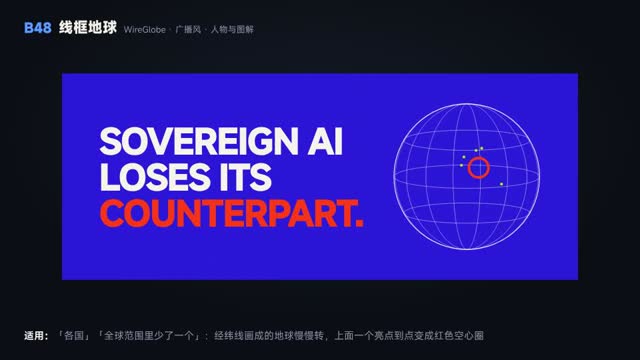 B48 线框地球 WireGlobe · 广播风 · 人物与图解
SOVEREIGN AI
LOSES ITS
COUNTERPART.
适用：「各国」「全球范围里少了一个」：经纬线画成的地球慢慢转，上面一个亮点到点变成红色空心圈